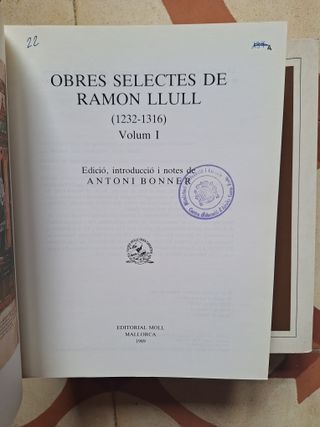 22
OBRES SELECTES DE
RAMON LLULL
(1232-1316)
Volum I
Edició, introducció i notes de
ANTONI BONNER
EDITORIAL MOLL
MALLORCA
1989